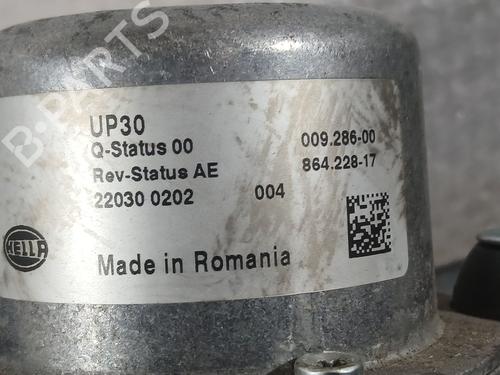 B-PARTS
UP30
Q-Status 00
Rev-Status AE
22030 0202
004
009.286-00
864.228-17
HELLA
Made in Romania